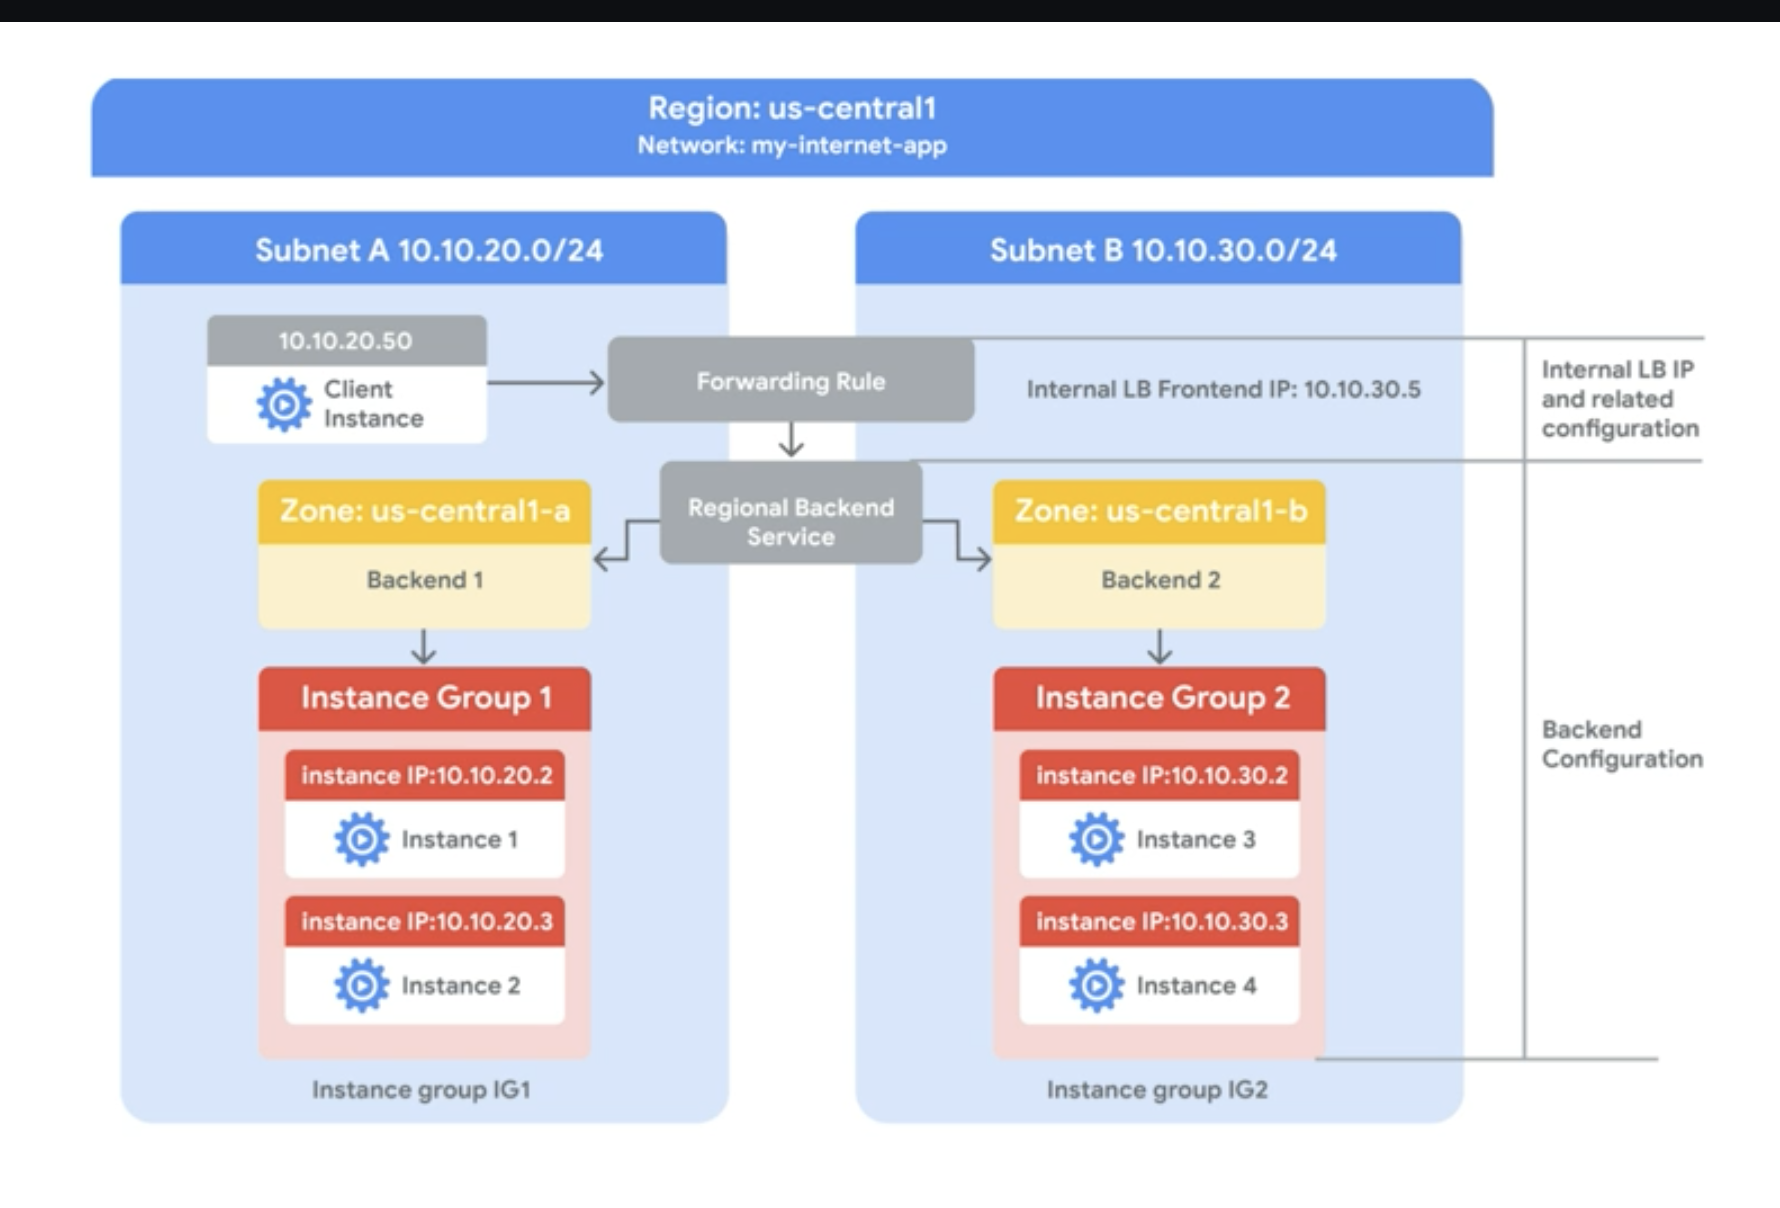 Region: us-central1
Network: my-internet-app
Subnet A 10.10.20.0/24
Subnet B 10.10.30.0/24
10.10.20.50
Client
Instance
Forwarding Rule
Internal LB Frontend IP: 10.10.30.5
Internal LB IP
and related
configuration
Zone: us-central1-a
Backend 1
Regional Backend
Service
Zone: us-central1-b
Backend 2
Instance Group 1
instance IP:10.10.20.2
Instance 1
instance IP:10.10.20.3
Instance 2
Instance group IG1
Instance Group 2
instance IP:10.10.30.2
Instance 3
instance IP:10.10.30.3
Instance 4
Instance group IG2
Backend
Configuration